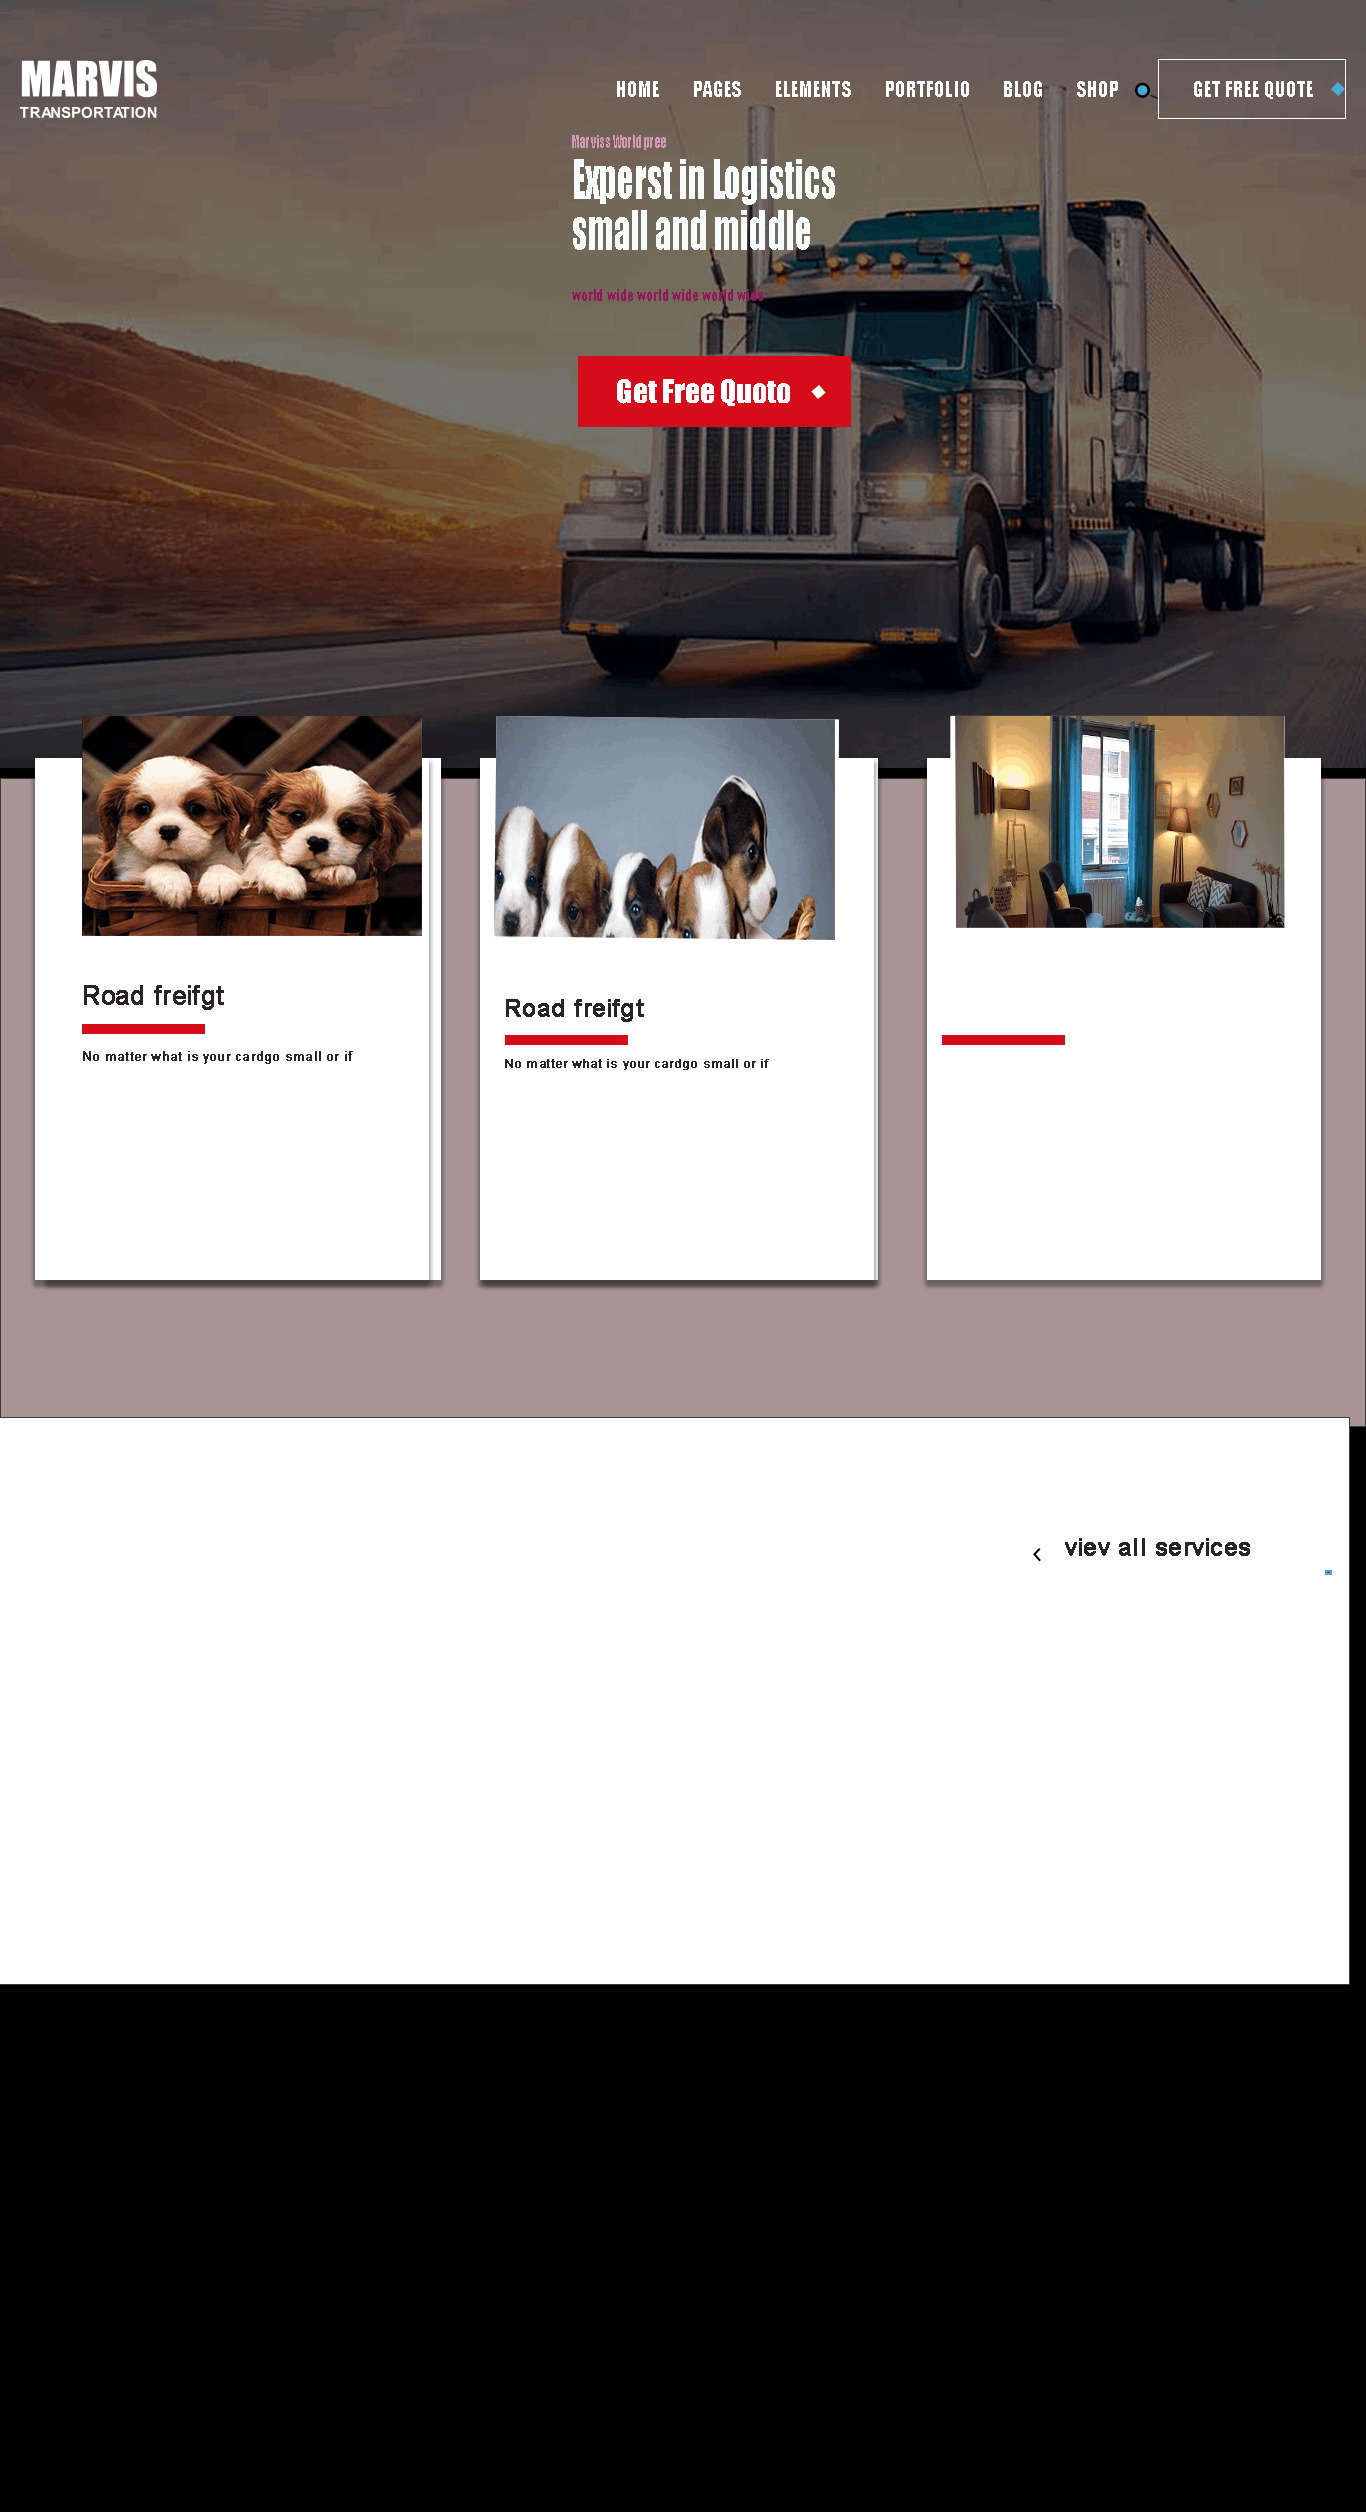 MARVIS
TRANSPORTATION
HOME PAGES ELEMENTS PORTFOLIO BLOG SHOP GET FREE QUOTE
Marviss World pree
Experst in Logistics
small and middle
world wide world wide world wide
Get Free Quoto
Road freifgt
No matter what is your cardgo small or if
Road freifgt
No matter what is your cardgo small or if
viev all services